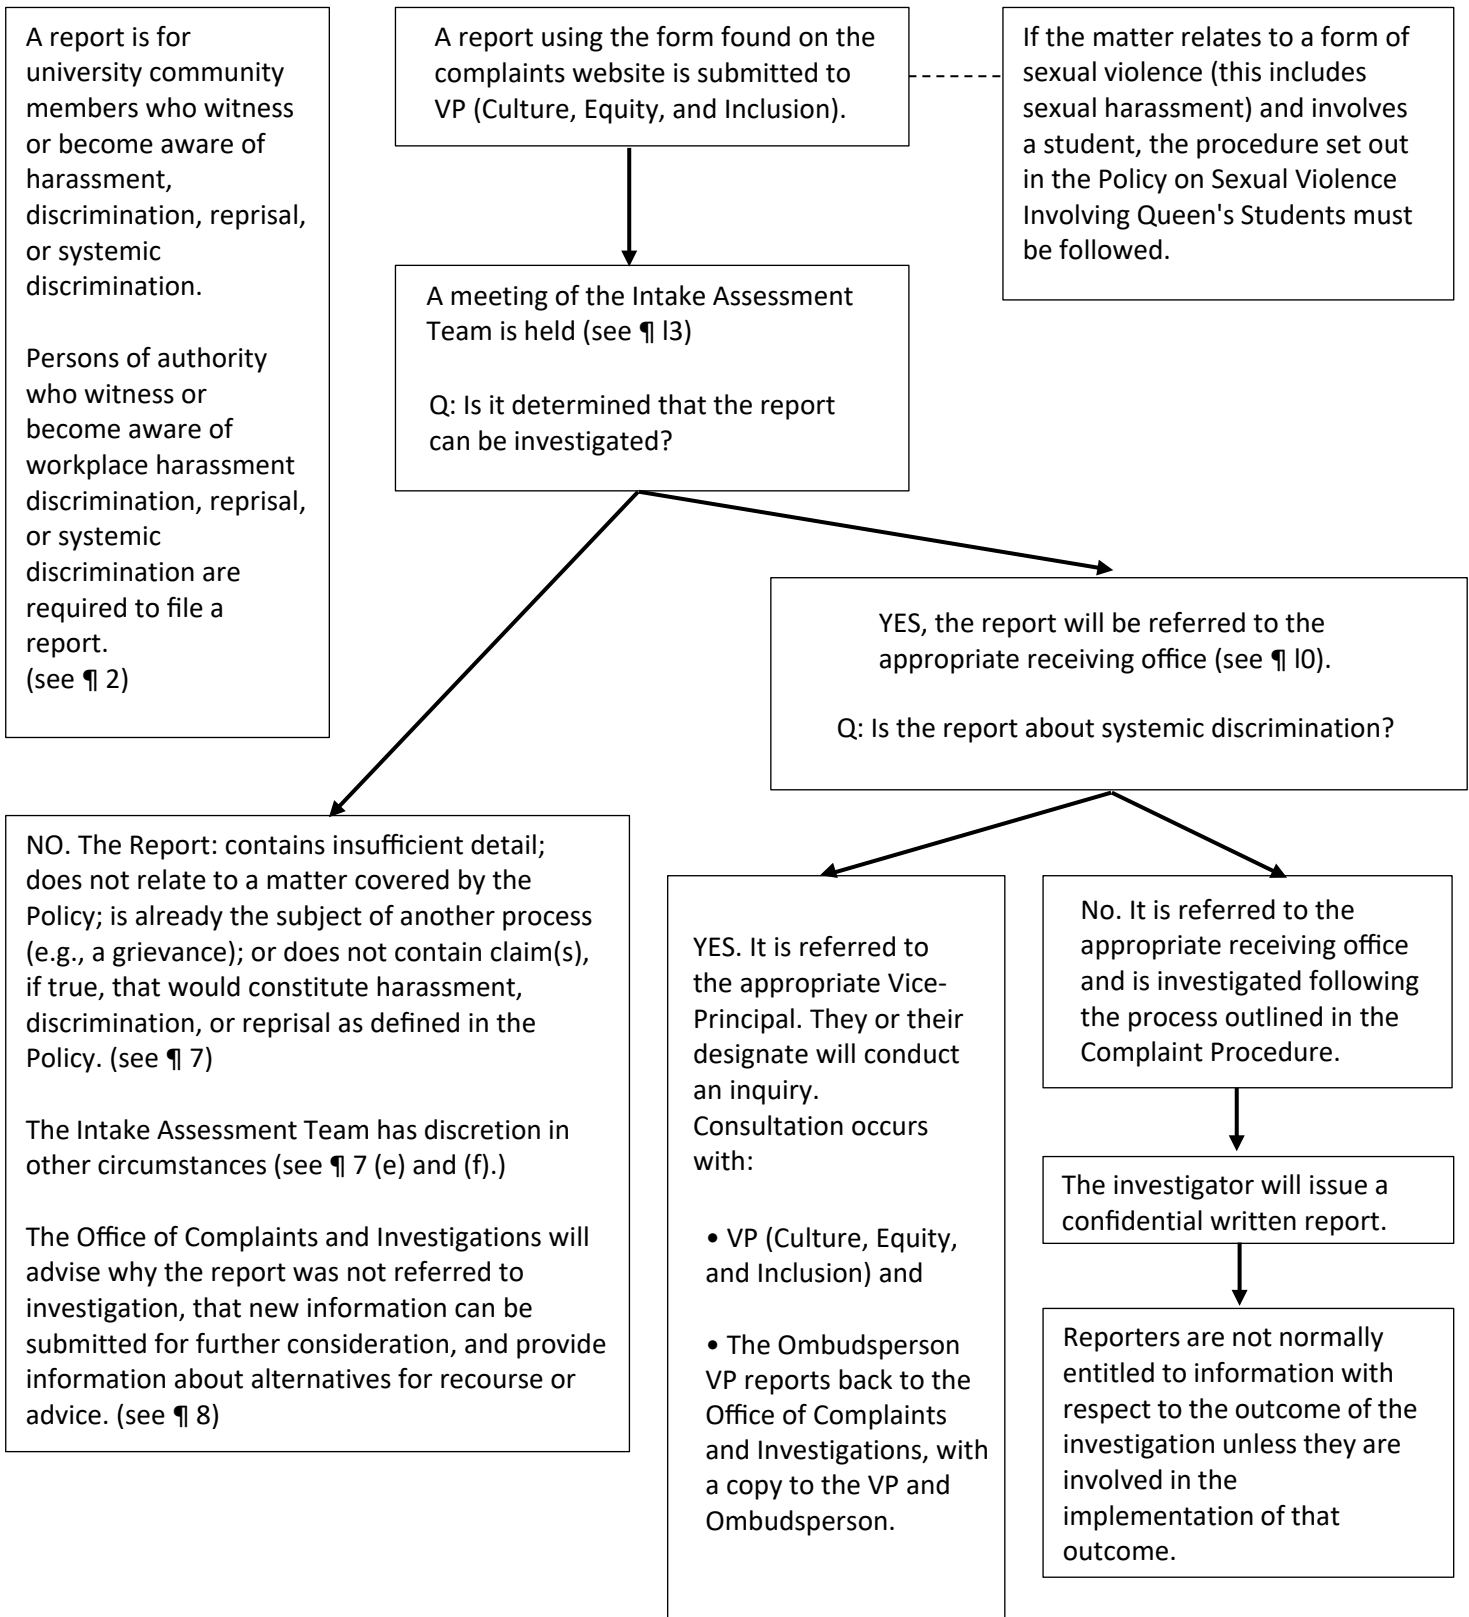 A report is for
university community
members who witness
or become aware of
harassment,
discrimination, reprisal,
or systemic
discrimination.
Persons of authority
who witness or
become aware of
workplace harassment
discrimination, reprisal,
or systemic
discrimination are
required to file a
report.
(see ¶ 2)
A report using the form found on the
complaints website is submitted to
VP (Culture, Equity, and Inclusion).
If the matter relates to a form of
sexual violence (this includes
sexual harassment) and involves
a student, the procedure set out
in the Policy on Sexual Violence
Involving Queen's Students must
be followed.
A meeting of the Intake Assessment
Team is held (see ¶ l3)
Q: Is it determined that the report
can be investigated?
YES, the report will be referred to the
appropriate receiving office (see ¶ l0).
Q: Is the report about systemic discrimination?
NO. The Report: contains insufficient detail;
does not relate to a matter covered by the
Policy; is already the subject of another process
(e.g., a grievance); or does not contain claim(s),
if true, that would constitute harassment,
discrimination, or reprisal as defined in the
Policy. (see ¶ 7)
The Intake Assessment Team has discretion in
other circumstances (see ¶ 7 (e) and (f).)
The Office of Complaints and Investigations will
advise why the report was not referred to
investigation, that new information can be
submitted for further consideration, and provide
information about alternatives for recourse or
advice. (see ¶ 8)
YES. It is referred to
the appropriate Vice-
Principal. They or their
designate will conduct
an inquiry.
Consultation occurs
with:
• VP (Culture, Equity,
and Inclusion) and
• The Ombudsperson
VP reports back to the
Office of Complaints
and Investigations, with
a copy to the VP and
Ombudsperson.
No. It is referred to the
appropriate receiving office
and is investigated following
the process outlined in the
Complaint Procedure.
The investigator will issue a
confidential written report.
Reporters are not normally
entitled to information with
respect to the outcome of the
investigation unless they are
involved in the
implementation of that
outcome.